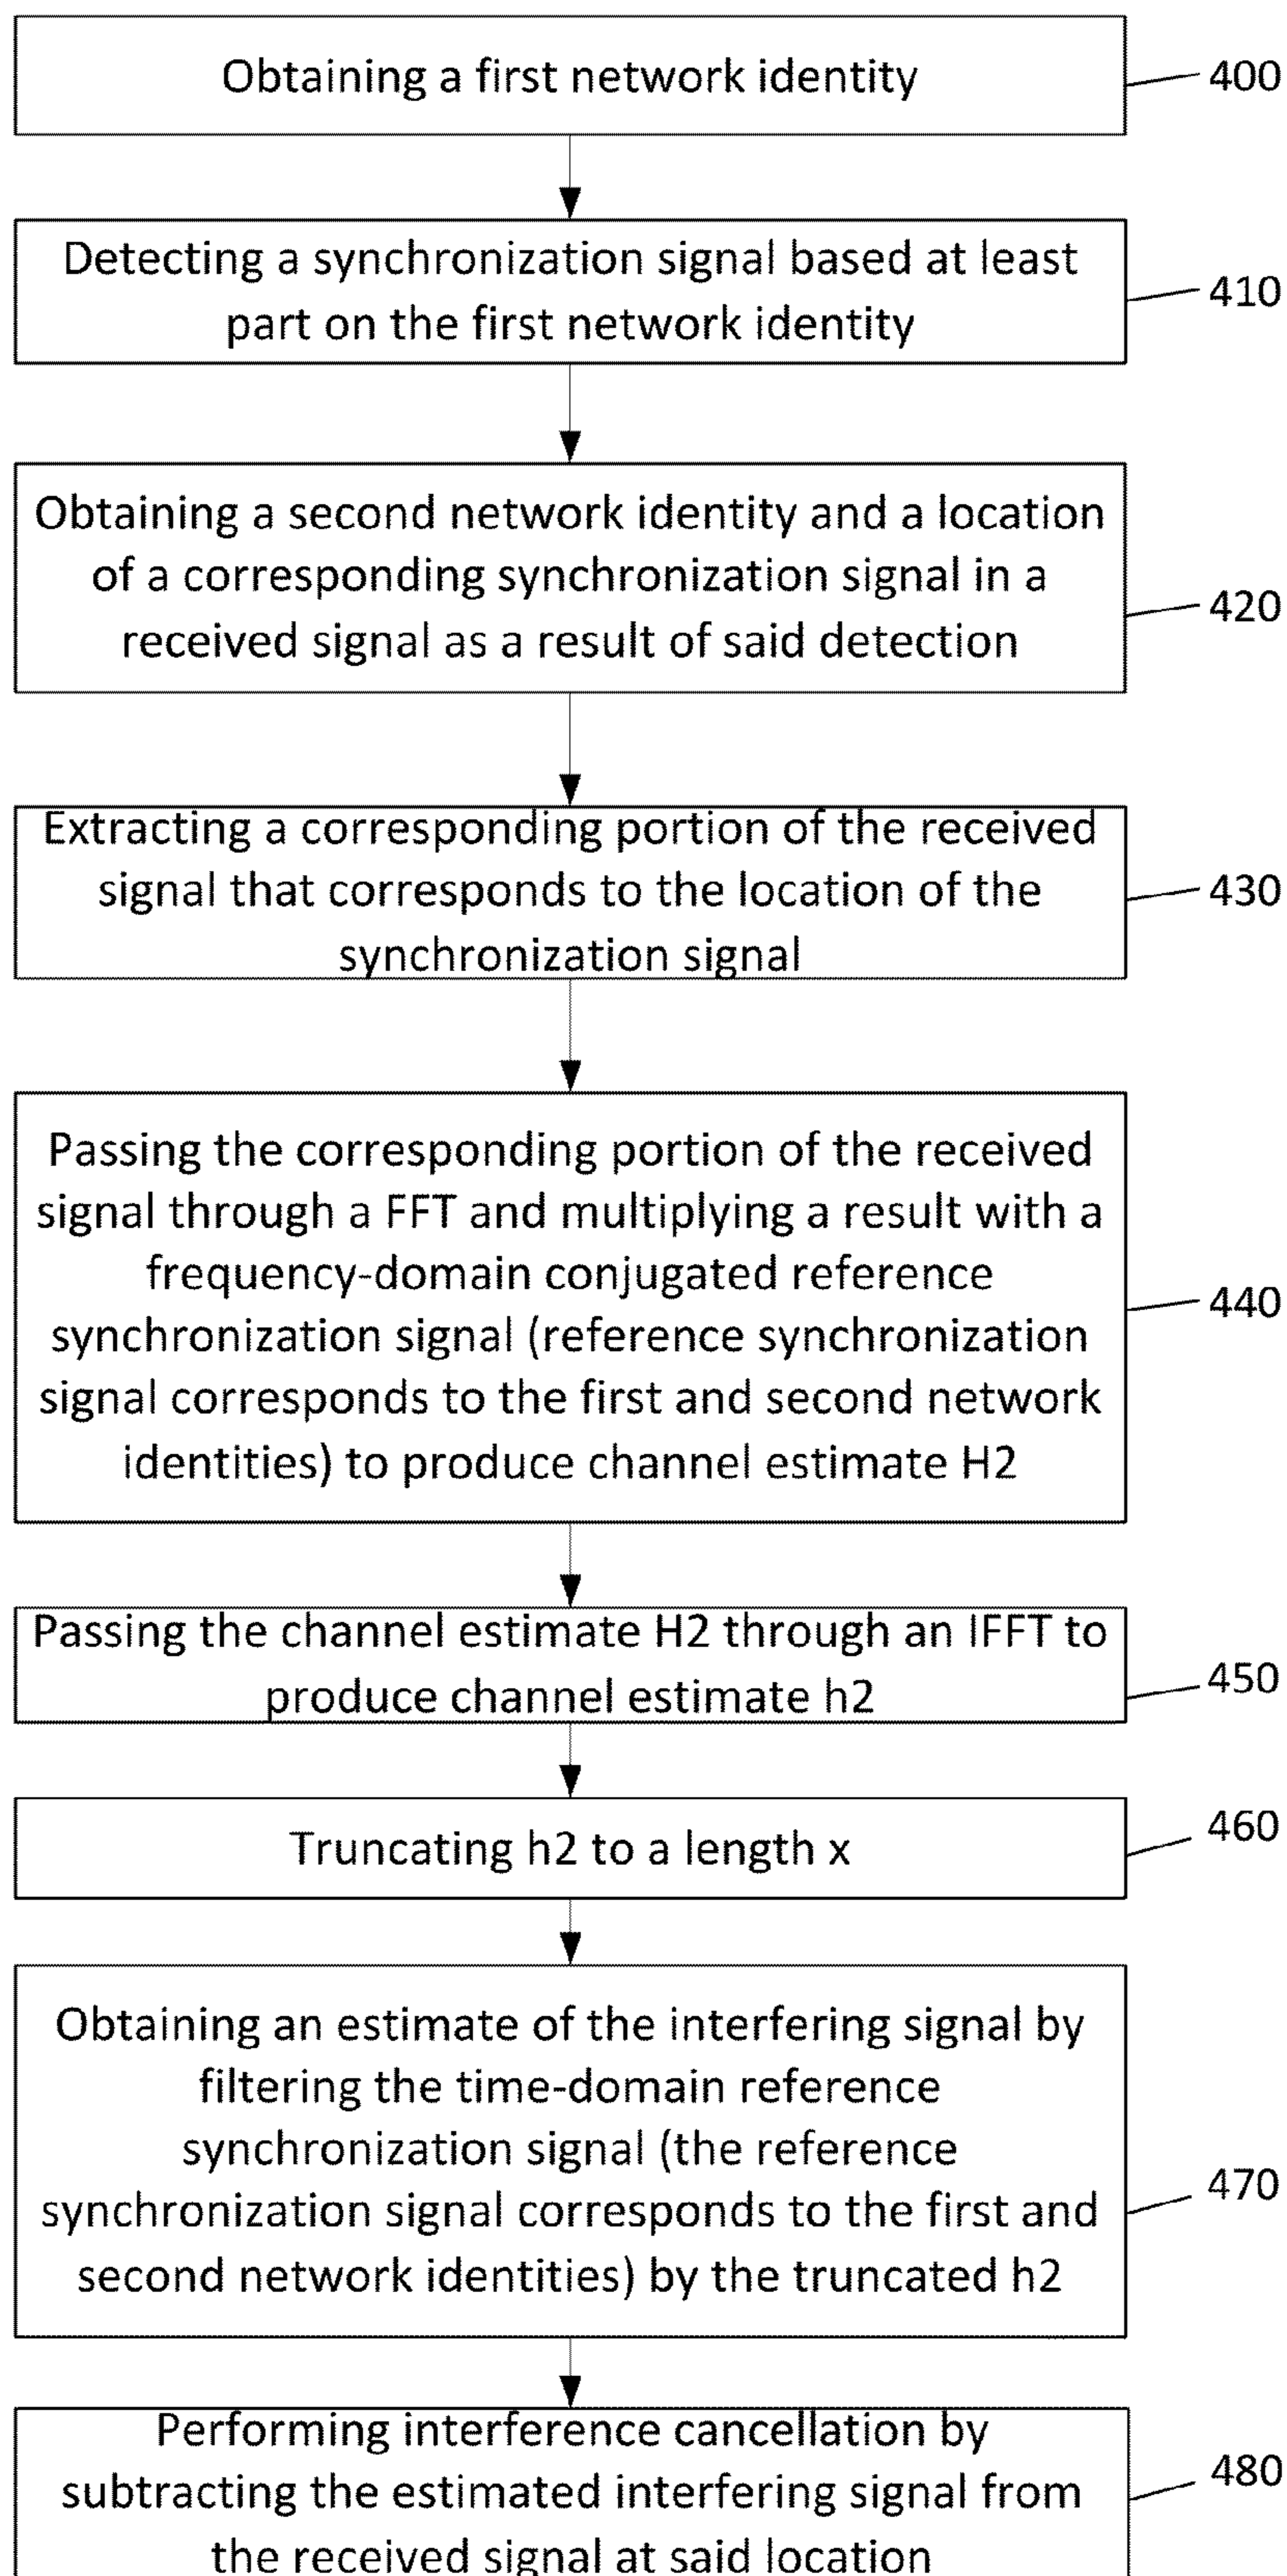 Obtaining a first network identity
400
Detecting a synchronization signal based at least
part on the first network identity
410
Obtaining a second network identity and a location
of a corresponding synchronization signal in a
received signal as a result of said detection
420
Extracting a corresponding portion of the received
signal that corresponds to the location of the
synchronization signal
430
Passing the corresponding portion of the received
signal through a FFT and multiplying a result with a
frequency-domain conjugated reference
synchronization signal (reference synchronization
signal corresponds to the first and second network
identities) to produce channel estimate H2
440
Passing the channel estimate H2 through an IFFT to
produce channel estimate h2
450
Truncating h2 to a length x
460
Obtaining an estimate of the interfering signal by
filtering the time-domain reference
synchronization signal (the reference
synchronization signal corresponds to the first and
second network identities) by the truncated h2
470
Performing interference cancellation by
subtracting the estimated interfering signal from
the received signal at said location
480